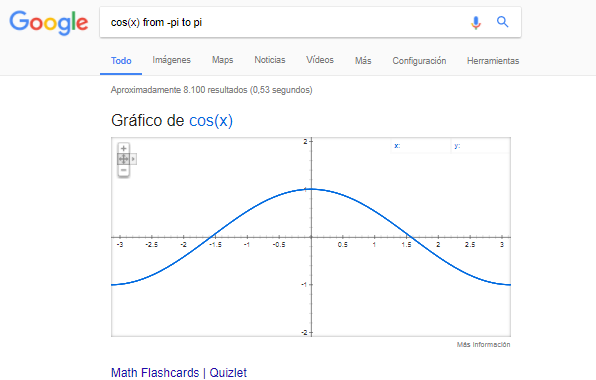 Google
cos(x) from -pi to pi
Todo Imágenes Maps Noticias Vídeos Más Configuración Herramientas
Aproximadamente 8.100 resultados (0,53 segundos)
Gráfico de cos(x)
x: y:
2
1
-3 -2.5 -2 -1.5 -1 -0.5 0.5 1 1.5 2 2.5 3
-1
-2
Más información
Math Flashcards | Quizlet